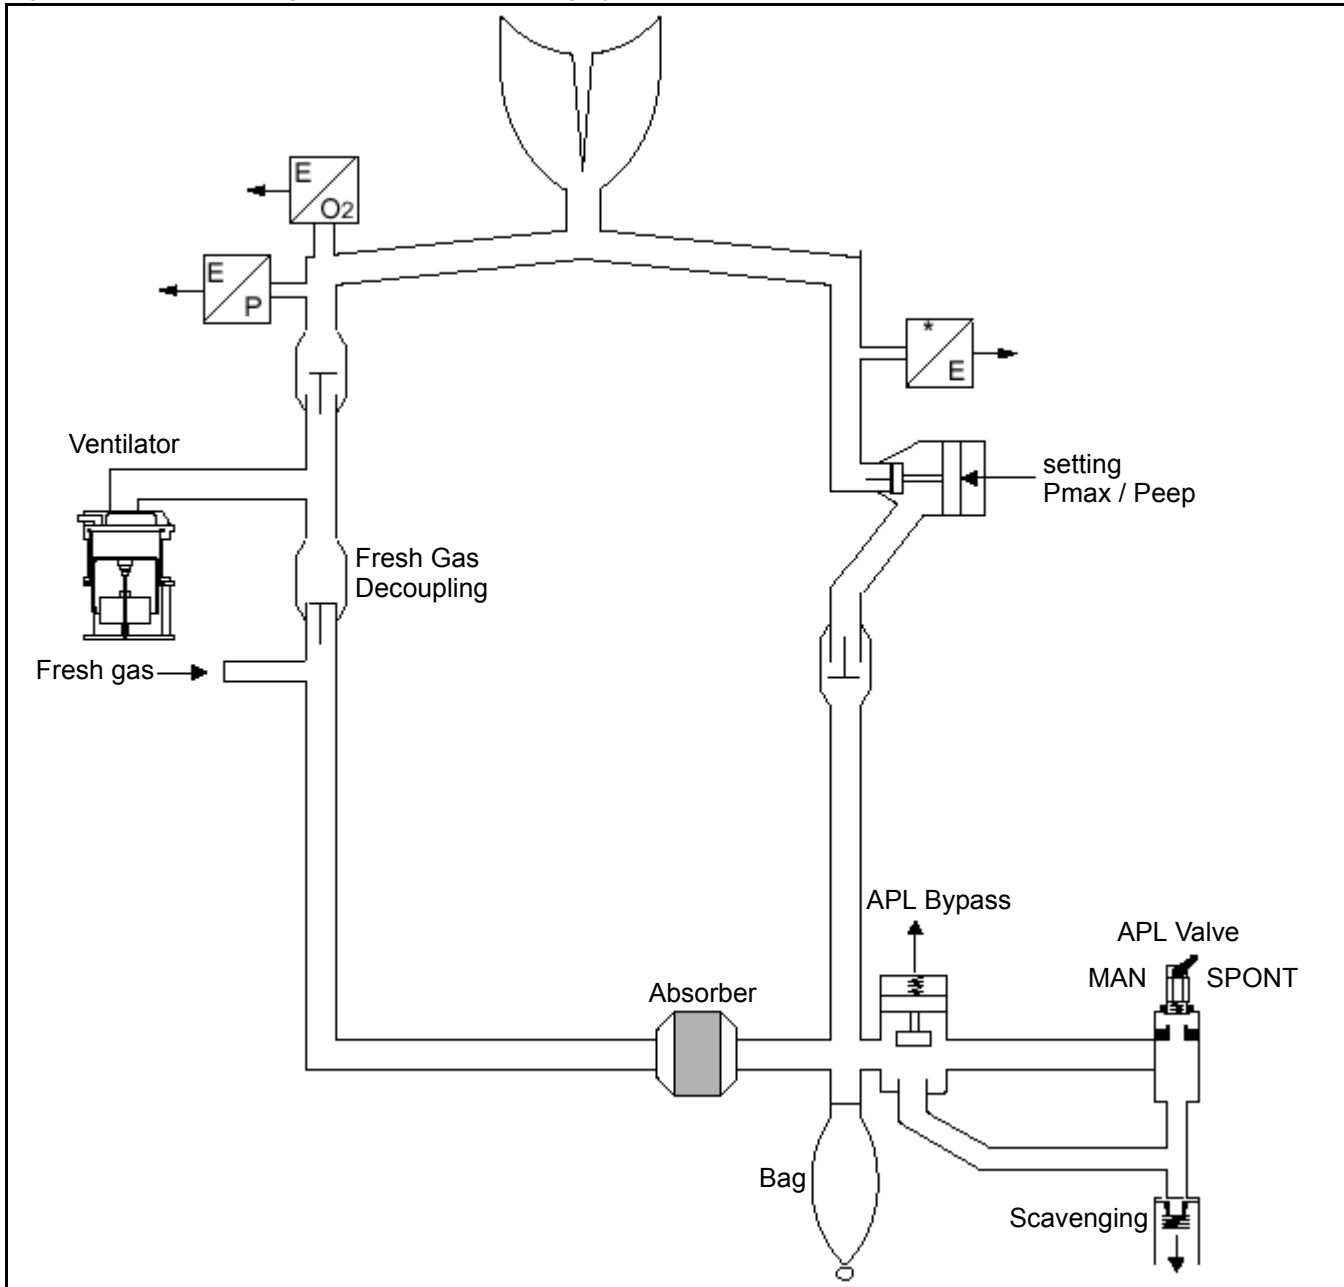 E
O2
E
P
*
E
Ventilator
setting
Pmax / Peep
Fresh Gas
Decoupling
Fresh gas
APL Bypass
APL Valve
MAN SPONT
Absorber
Bag
Scavenging